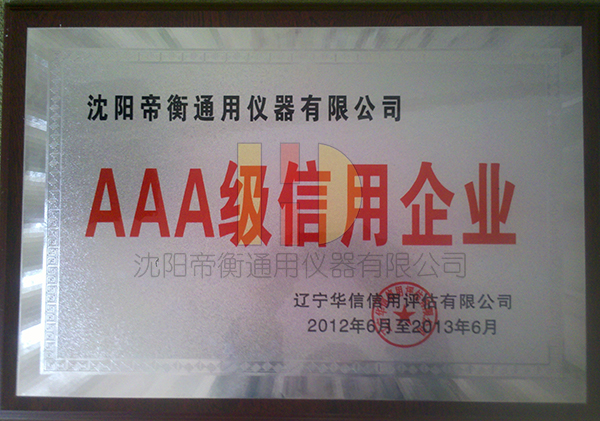 沈阳帝衡通用仪器有限公司
AAA级信用企业
沈阳帝衡通用仪器有限公司
辽宁华信信用评估有限公司
2012年6月至2013年6月